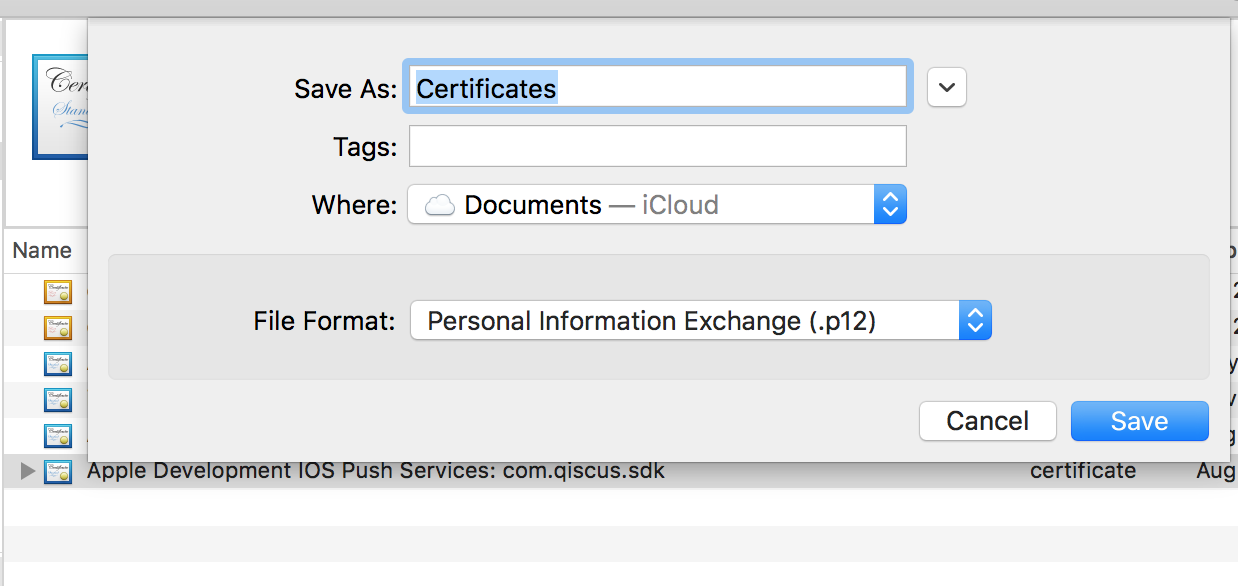 Save As: Certificates
Tags:
Where: Documents — iCloud
Name
File Format: Personal Information Exchange (.p12)
Cancel Save
Apple Development IOS Push Services: com.qiscus.sdk certificate Aug